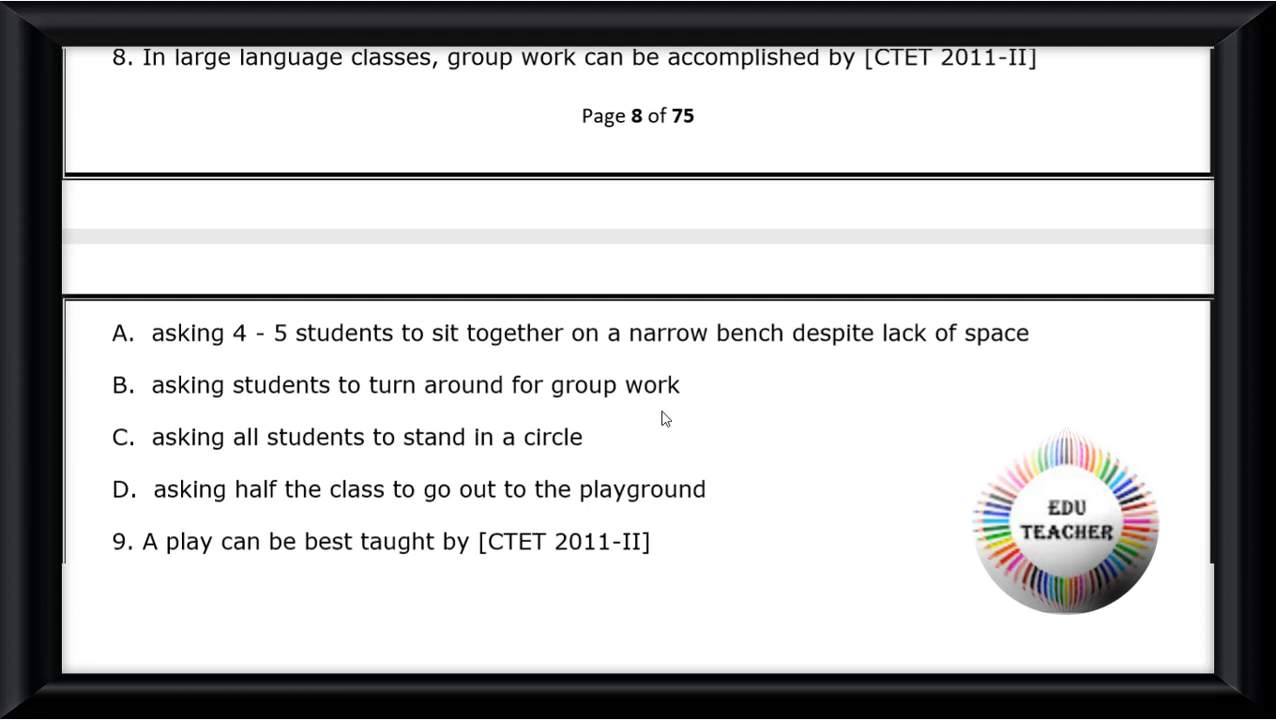 8. In large language classes, group work can be accomplished by [CTET 2011-II]
Page 8 of 75
A. asking 4 - 5 students to sit together on a narrow bench despite lack of space
B. asking students to turn around for group work
C. asking all students to stand in a circle
D. asking half the class to go out to the playground
9. A play can be best taught by [CTET 2011-II]
EDU
TEACHER